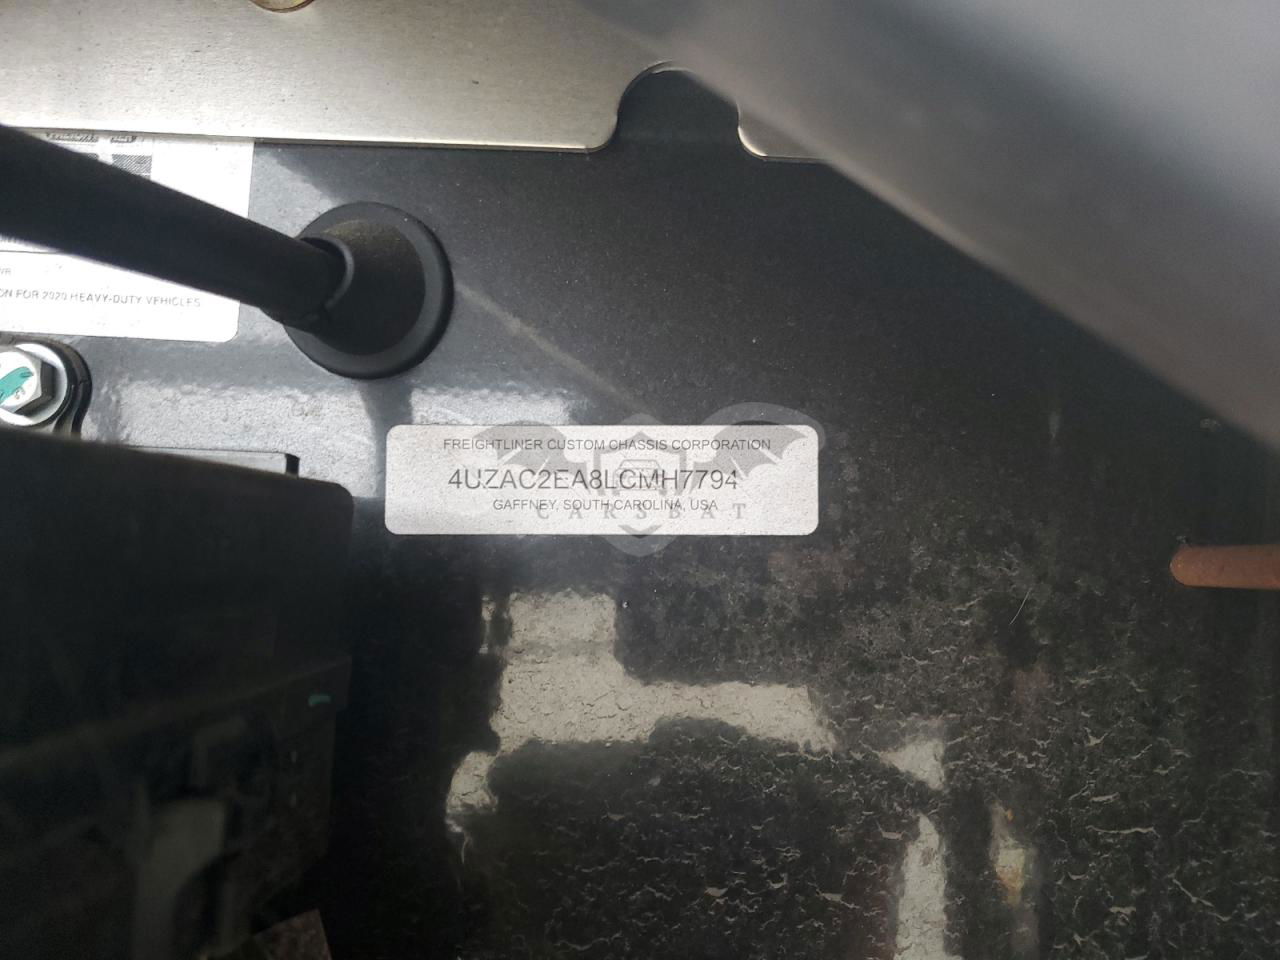 ON FOR 2020 HEAVY-DUTY VEHICLES
FREIGHTLINER CUSTOM CHASSIS CORPORATION
4UZAC2EA8LCMH7794
GAFFNEY, SOUTH CAROLINA, USA
CARSBAT